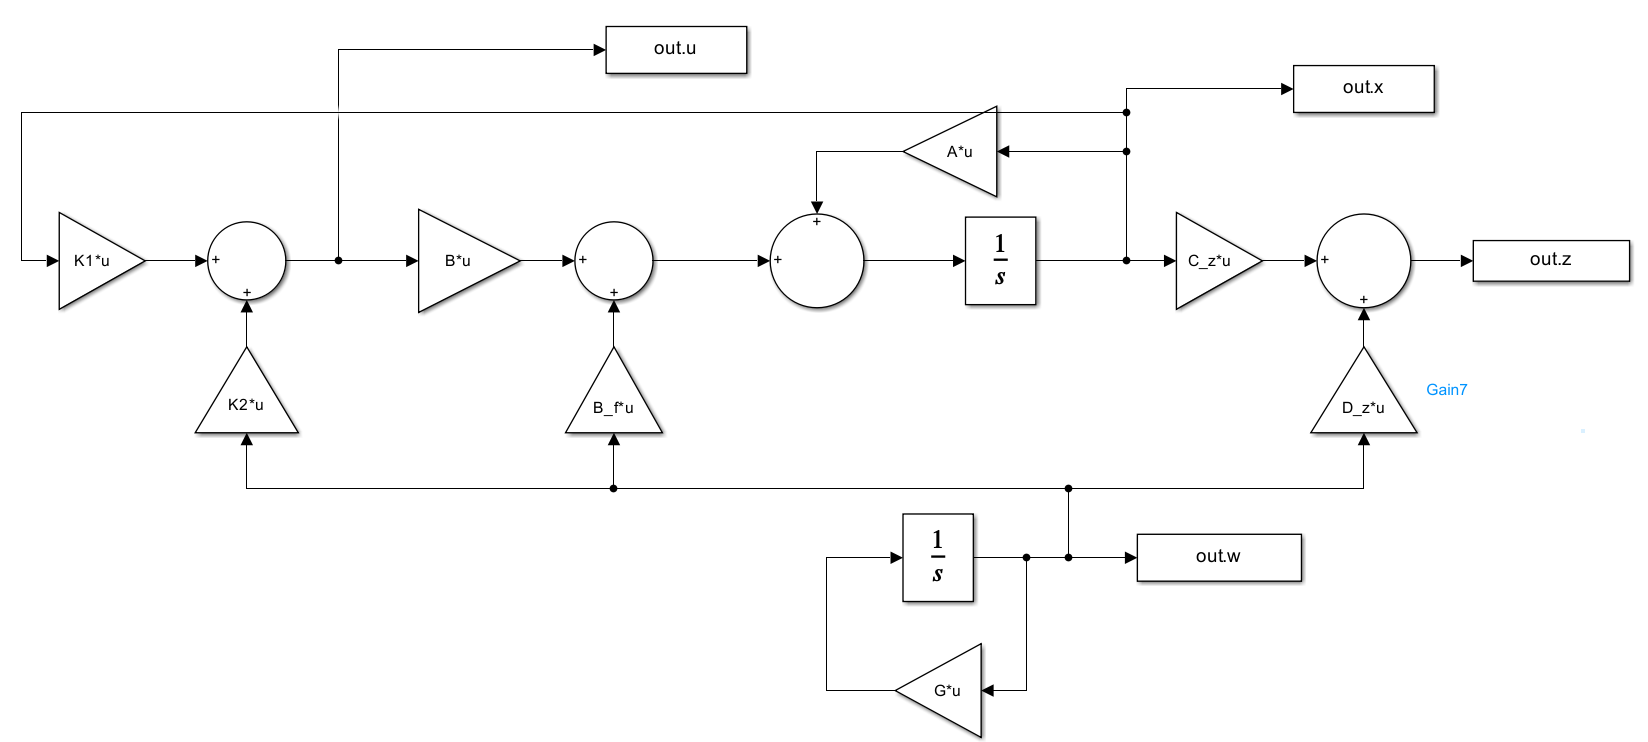 out.u
out.x
A*u
+
K1*u
+
+
B*u
+
+
+
1
s
C_z*u
+
+
out.z
K2*u
B_f*u
D_z*u
Gain7
1
s
out.w
G*u